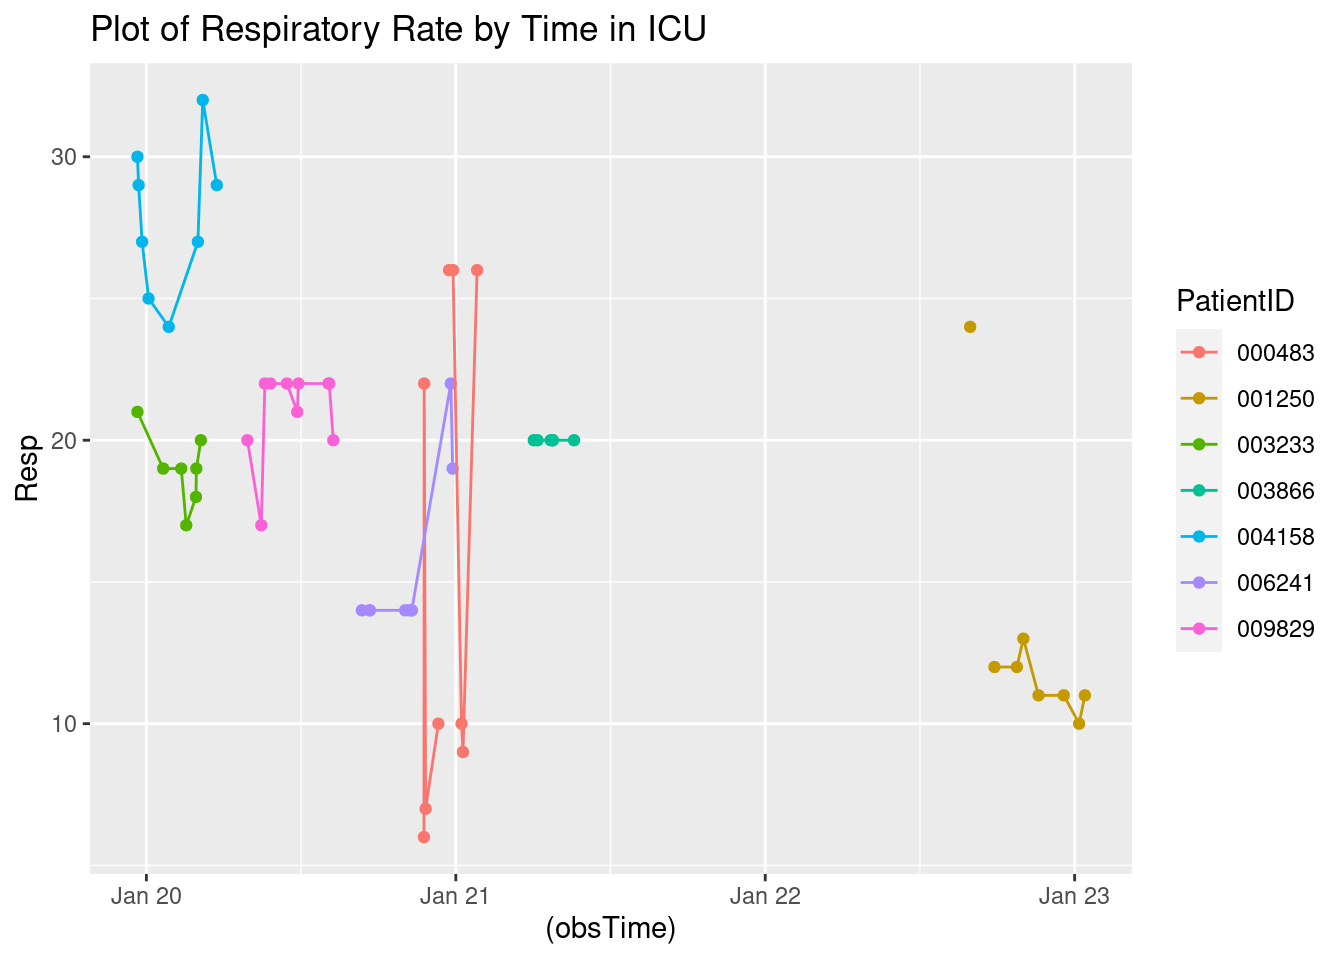 Plot of Respiratory Rate by Time in ICU
30
20
10
Resp
Jan 20
Jan 21
Jan 22
Jan 23
(obsTime)
PatientID
000483
001250
003233
003866
004158
006241
009829